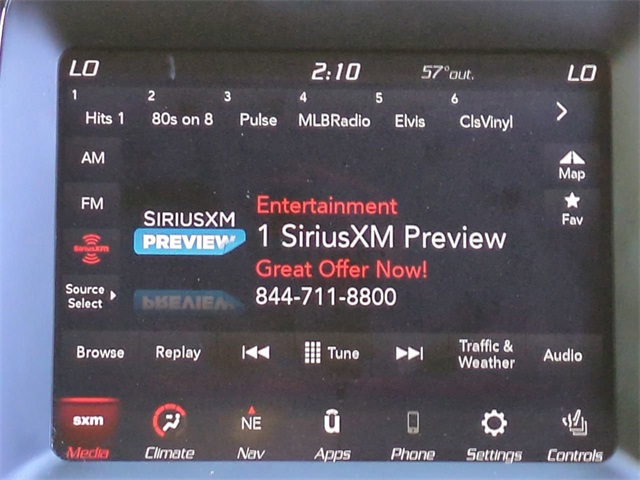 LO 2:10 57°out. LO
1 2 3 4 5 6
Hits 1 80s on 8 Pulse MLBRadio Elvis ClsVinyl
AM
Map
FM
Fav
SIRIUSXM
PREVIEW
Entertainment
1 SiriusXM Preview
Great Offer Now!
844-711-8800
SiriusXM
Source
Select
PREVIEW
Browse Replay Tune Traffic &
Weather Audio
sxm NE
Media Climate Nav Apps Phone Settings Controls